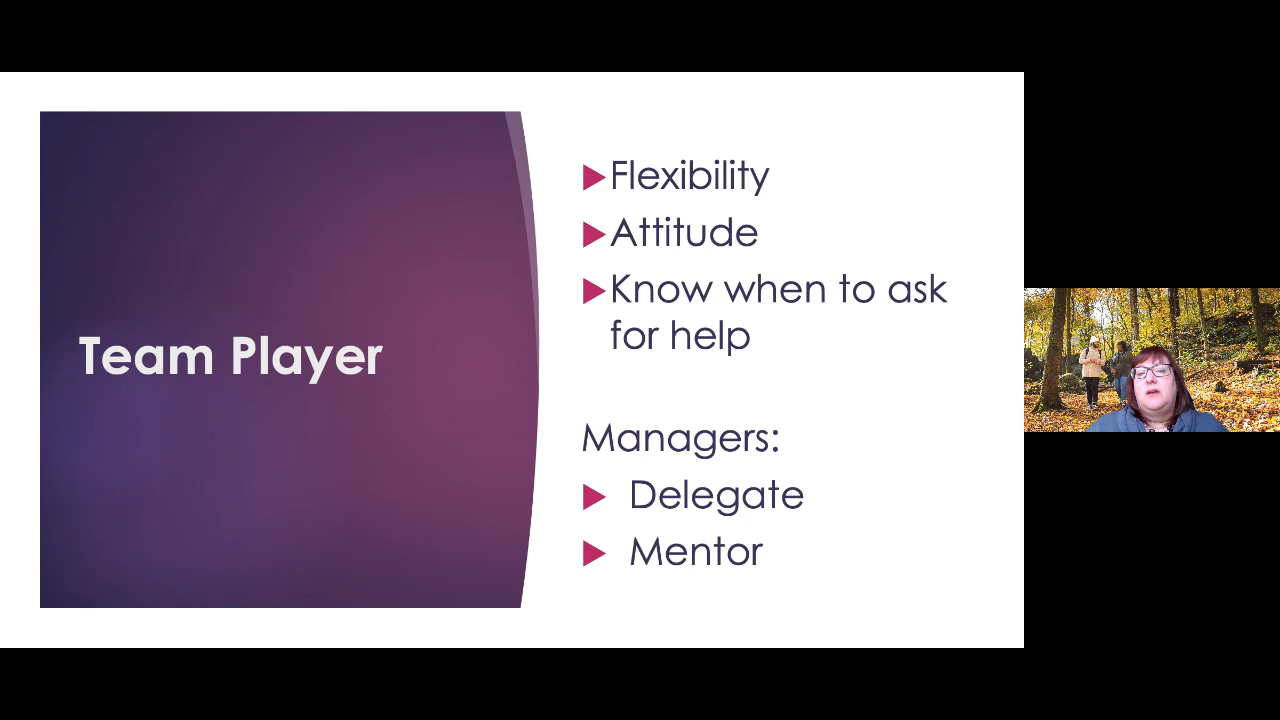 Team Player
Flexibility
Attitude
Know when to ask
for help
Managers:
Delegate
Mentor